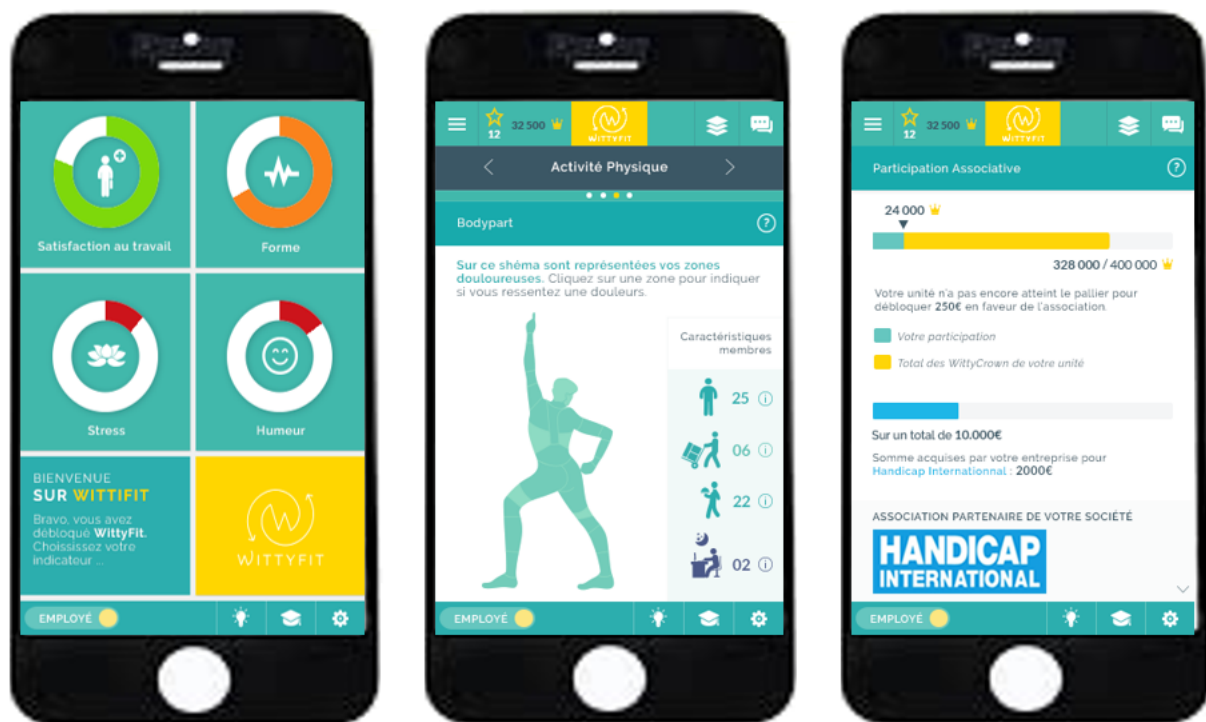 Satisfaction au travail
Forme
Stress
Humeur
BIENVENUE
SUR WITTIFIT
Bravo, vous avez
débloqué WittyFit.
Choississez votre
indicateur ...
WITTYFIT
EMPLOYÉ
12
32 500
WITTYFIT
Activité Physique
Bodypart
?
Sur ce shéma sont représentées vos zones
douloureuses. Cliquez sur une zone pour indiquer
si vous ressentez une douleurs.
Caractéristiques
membres
25 i
06 i
22 i
02 i
EMPLOYÉ
12
32 500
WITTYFIT
Participation Associative
?
24 000
328 000 / 400 000
Votre unité n'a pas encore atteint le pallier pour
débloquer 250€ en faveur de l'association.
Votre participation
Total des WittyCrown de votre unité
Sur un total de 10.000€
Somme acquises par votre entreprise pour
Handicap Internationnal : 2000€
ASSOCIATION PARTENAIRE DE VOTRE SOCIÉTÉ
HANDICAP
INTERNATIONAL
EMPLOYÉ